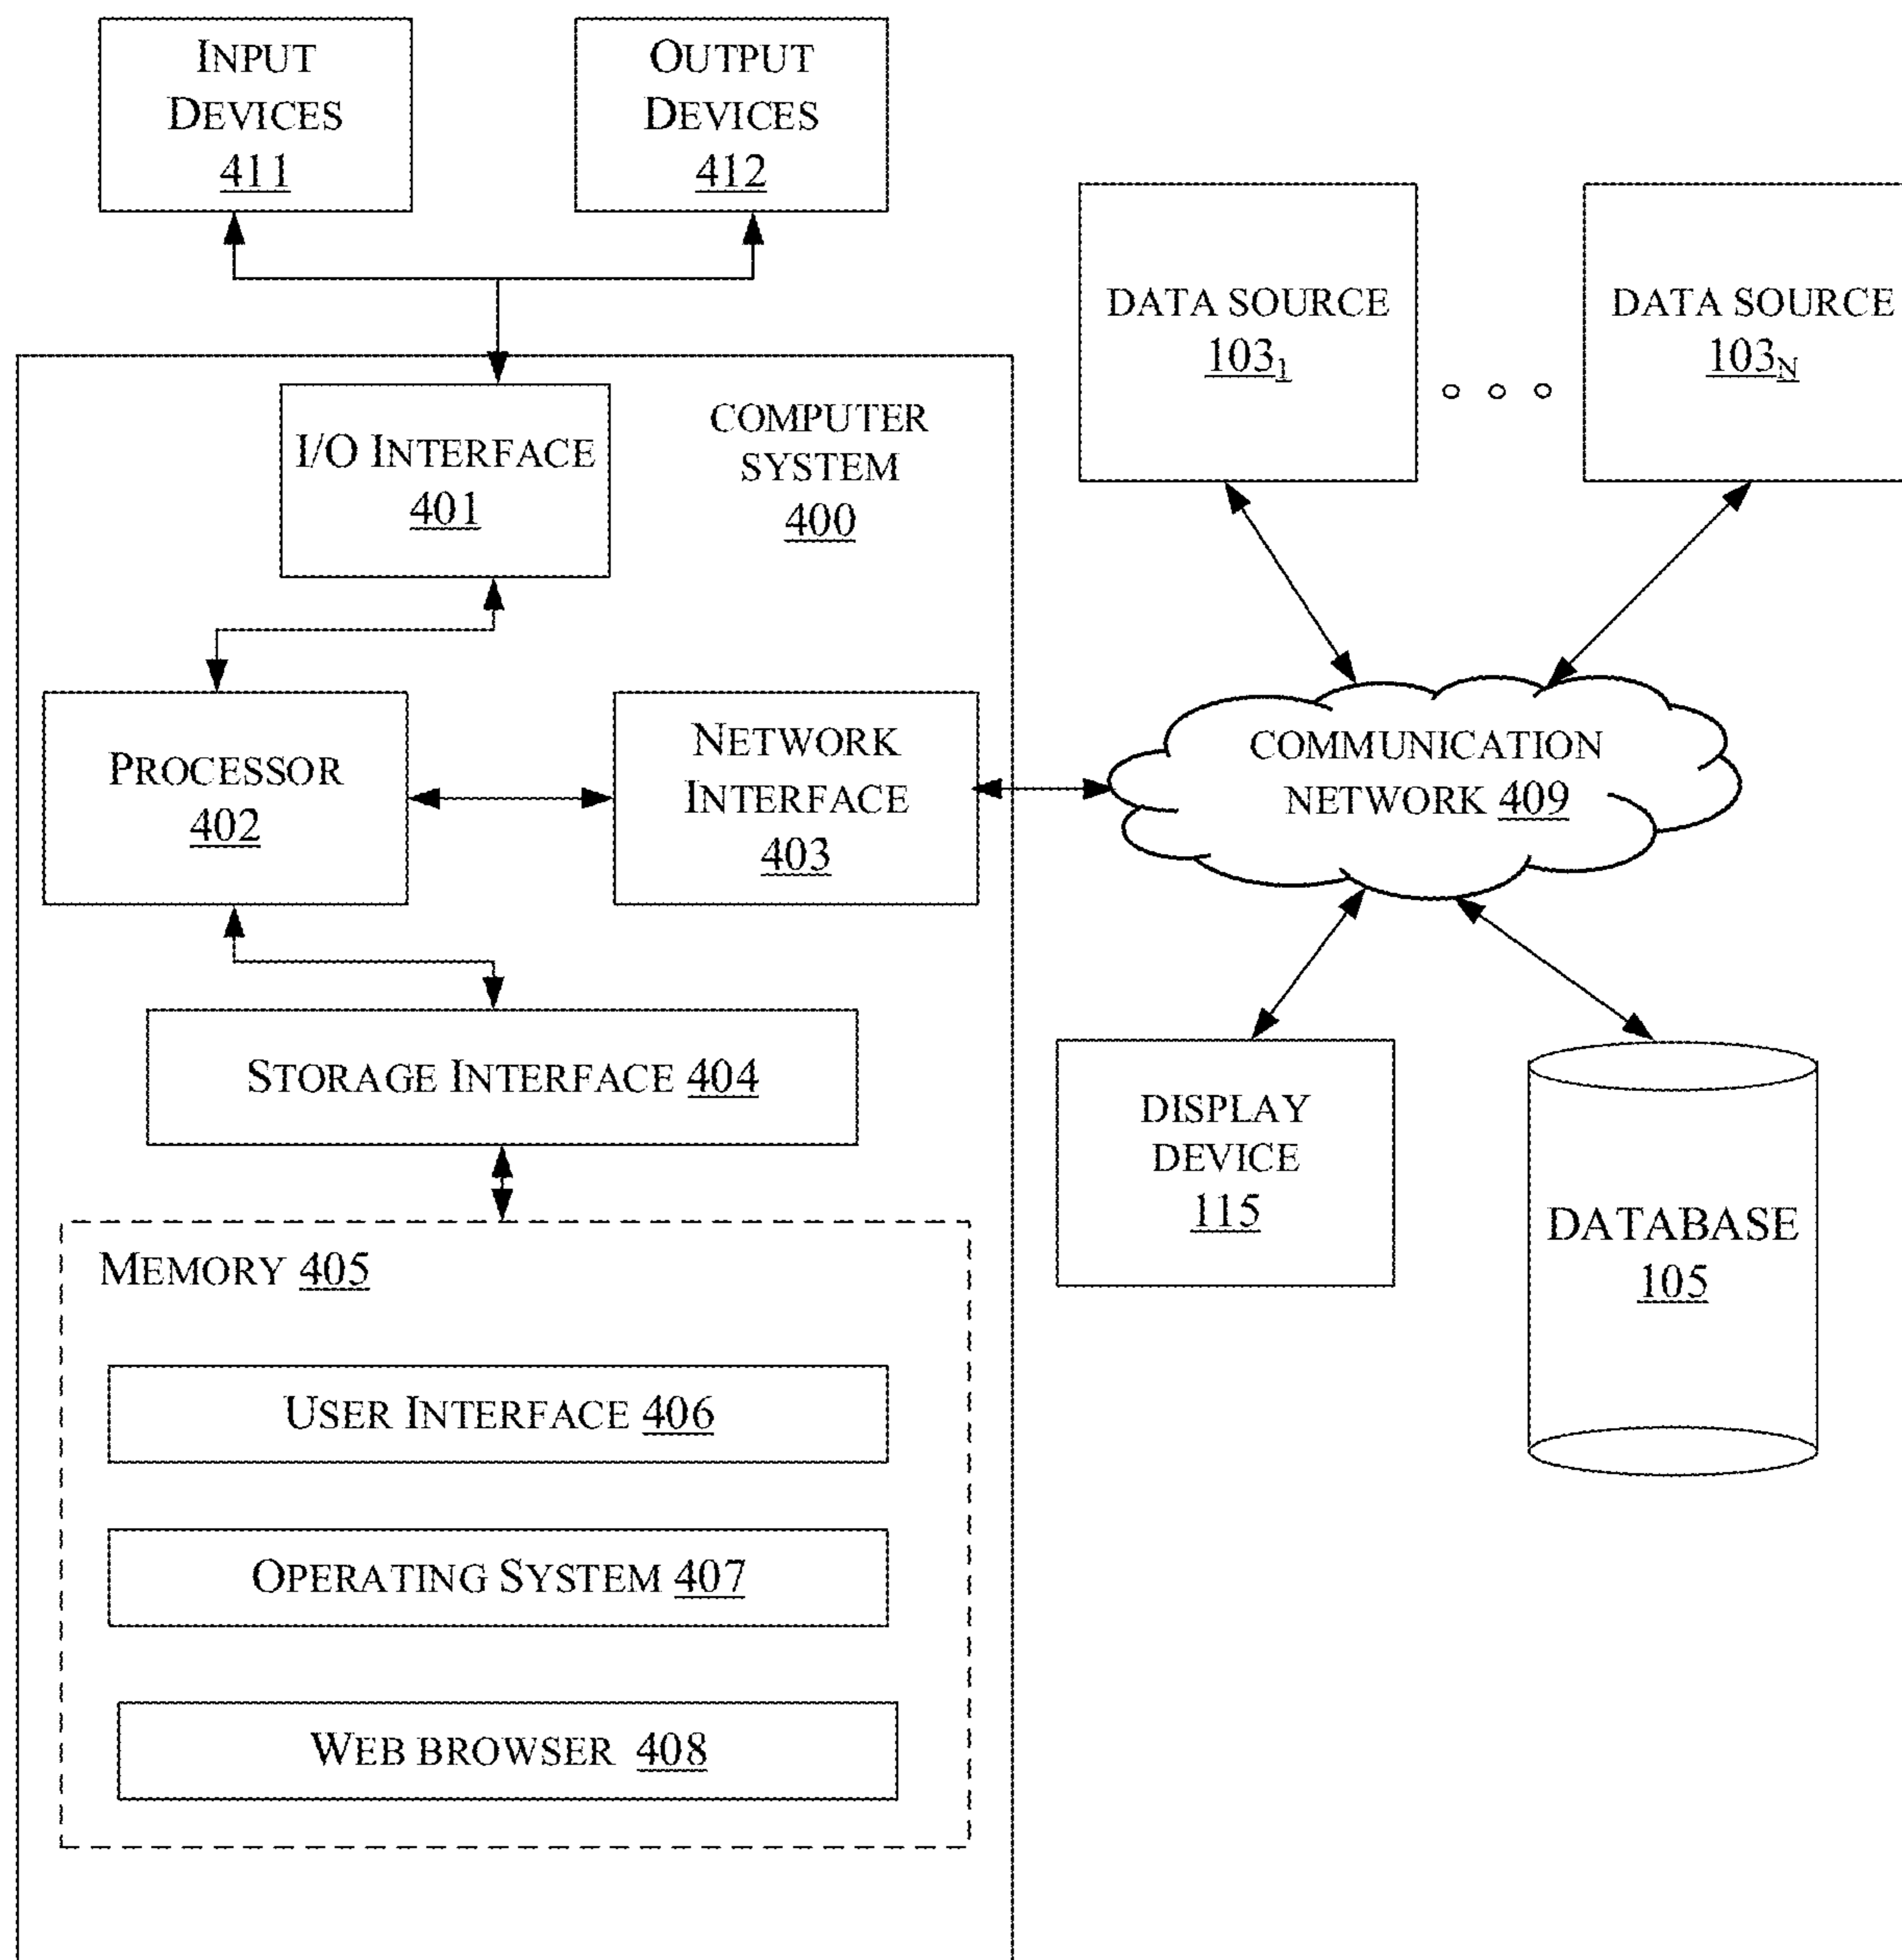 INPUT
DEVICES
411
OUTPUT
DEVICES
412
DATA SOURCE
103₁
DATA SOURCE
103N
I/O INTERFACE
401
COMPUTER
SYSTEM
400
PROCESSOR
402
NETWORK
INTERFACE
403
COMMUNICATION
NETWORK 409
STORAGE INTERFACE 404
DISPLAY
DEVICE
115
DATABASE
105
MEMORY 405
USER INTERFACE 406
OPERATING SYSTEM 407
WEB BROWSER 408